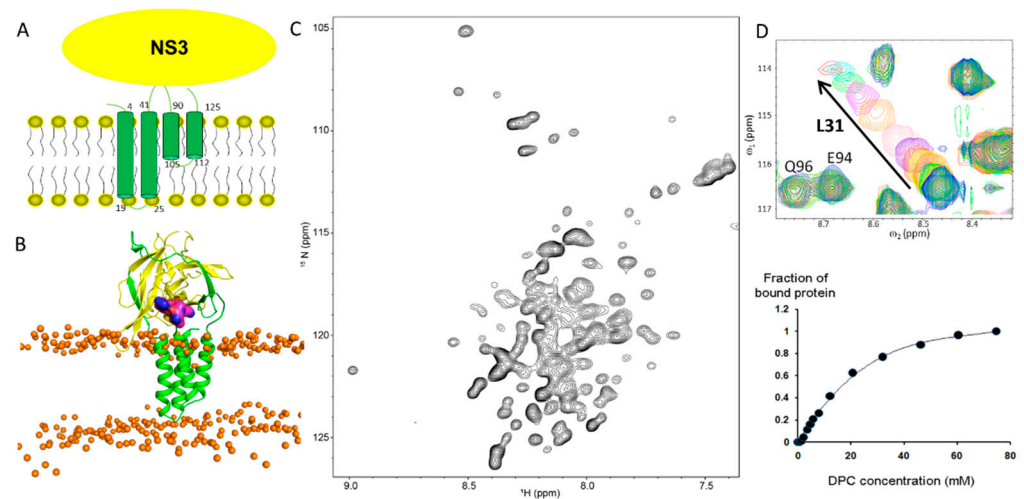 A
NS3
4 41 90 125
105 112
19 25
B
C
105
110
115
120
125
¹⁵N (ppm)
9.0 8.5 8.0 7.5
¹H (ppm)
D
114
115
116
117
ω₁ (ppm)
L31
Q96 E94
8.7 8.6 8.5 8.4
ω₂ (ppm)
Fraction of
bound protein
1.2
1
0.8
0.6
0.4
0.2
0
0 20 40 60 80
DPC concentration (mM)